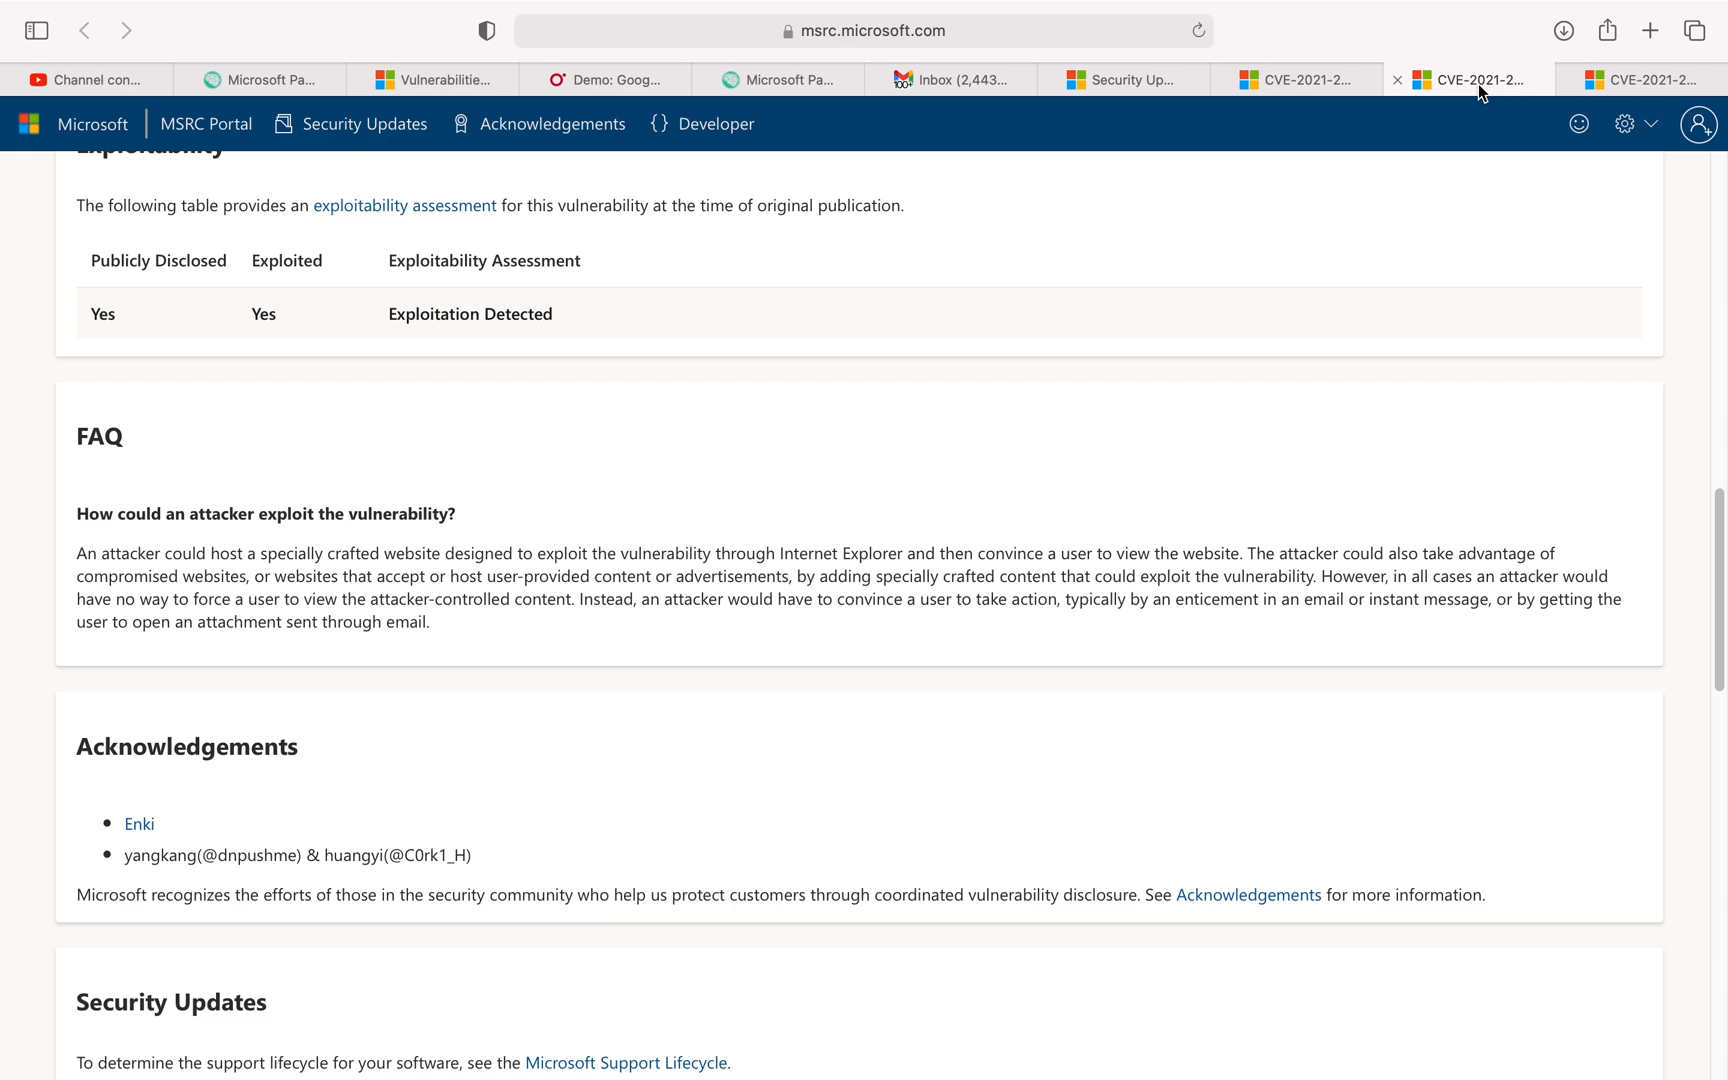 msrc.microsoft.com
Channel con...
Microsoft Pa...
Vulnerabilitie...
Demo: Goog...
Microsoft Pa...
100+
Inbox (2,443...
Security Up...
CVE-2021-2...
CVE-2021-2...
CVE-2021-2...
Microsoft
MSRC Portal
Security Updates
Acknowledgements
{} Developer
Exploitability
The following table provides an exploitability assessment for this vulnerability at the time of original publication.
Publicly Disclosed Exploited Exploitability Assessment
Yes Yes Exploitation Detected
FAQ
How could an attacker exploit the vulnerability?
An attacker could host a specially crafted website designed to exploit the vulnerability through Internet Explorer and then convince a user to view the website. The attacker could also take advantage of
compromised websites, or websites that accept or host user-provided content or advertisements, by adding specially crafted content that could exploit the vulnerability. However, in all cases an attacker would
have no way to force a user to view the attacker-controlled content. Instead, an attacker would have to convince a user to take action, typically by an enticement in an email or instant message, or by getting the
user to open an attachment sent through email.
Acknowledgements
• Enki
• yangkang(@dnpushme) & huangyi(@C0rk1_H)
Microsoft recognizes the efforts of those in the security community who help us protect customers through coordinated vulnerability disclosure. See Acknowledgements for more information.
Security Updates
To determine the support lifecycle for your software, see the Microsoft Support Lifecycle.